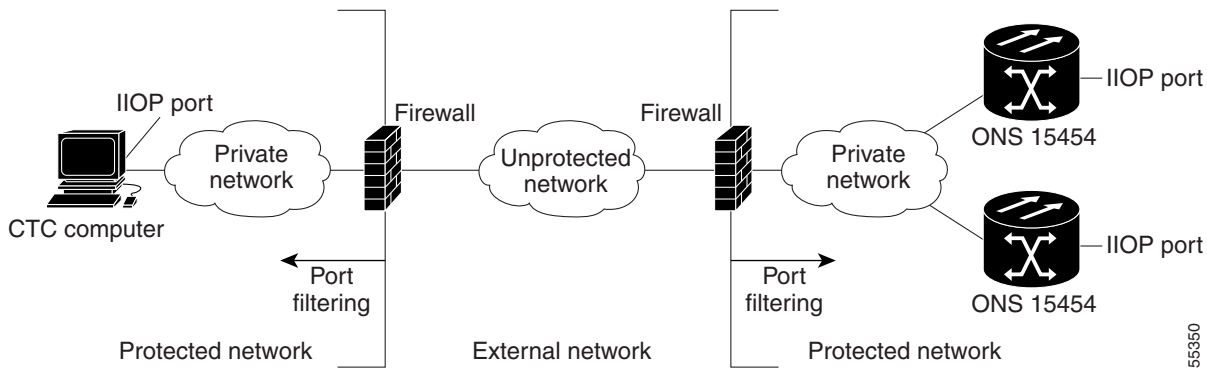 IIOP port
Firewall
Firewall
IIOP port
ONS 15454
Private
network
Unprotected
network
Private
network
CTC computer
IIOP port
ONS 15454
Port
filtering
Port
filtering
Protected network
External network
Protected network
55350